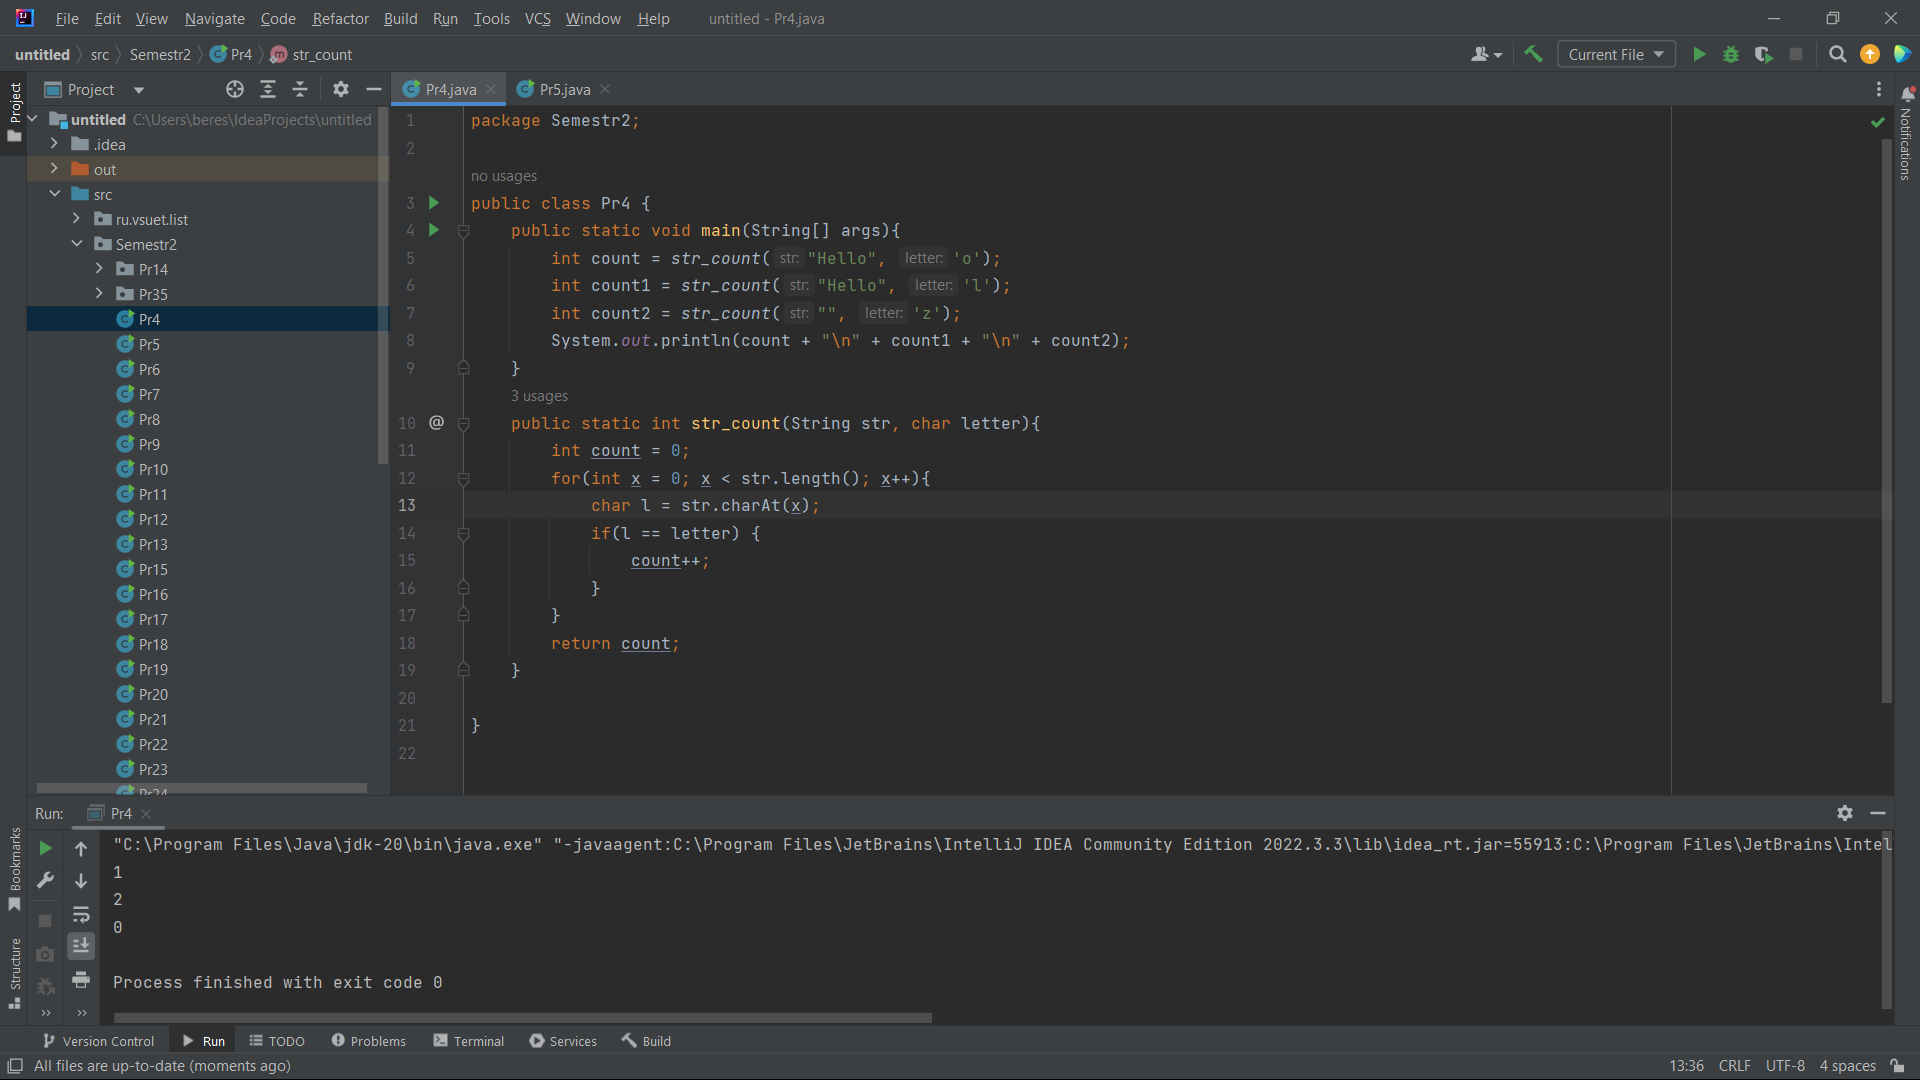 File Edit View Navigate Code Refactor Build Run Tools VCS Window Help untitled - Pr4.java
untitled src Semestr2 Pr4 m str_count Current File
Project Pr4.java Pr5.java
Project
Notifications
Bookmarks
Structure
untitled C:\Users\beres\IdeaProjects\untitled
.idea
out
src
ru.vsuet.list
Semestr2
Pr14
Pr35
Pr4
Pr5
Pr6
Pr7
Pr8
Pr9
Pr10
Pr11
Pr12
Pr13
Pr15
Pr16
Pr17
Pr18
Pr19
Pr20
Pr21
Pr22
Pr23
Pr24
1 package Semestr2;
2
no usages
3 public class Pr4 {
4 public static void main(String[] args){
5 int count = str_count( str: "Hello", letter: 'o');
6 int count1 = str_count( str: "Hello", letter: 'l');
7 int count2 = str_count( str: "", letter: 'z');
8 System.out.println(count + "\n" + count1 + "\n" + count2);
9 }
3 usages
10 @ public static int str_count(String str, char letter){
11 int count = 0;
12 for(int x = 0; x < str.length(); x++){
13 char l = str.charAt(x);
14 if(l == letter) {
15 count++;
16 }
17 }
18 return count;
19 }
20
21 }
22
Run: Pr4
"C:\Program Files\Java\jdk-20\bin\java.exe" "-javaagent:C:\Program Files\JetBrains\IntelliJ IDEA Community Edition 2022.3.3\lib\idea_rt.jar=55913:C:\Program Files\JetBrains\Intel
1
2
0
Process finished with exit code 0
Version Control Run TODO Problems Terminal Services Build
All files are up-to-date (moments ago) 13:36 CRLF UTF-8 4 spaces